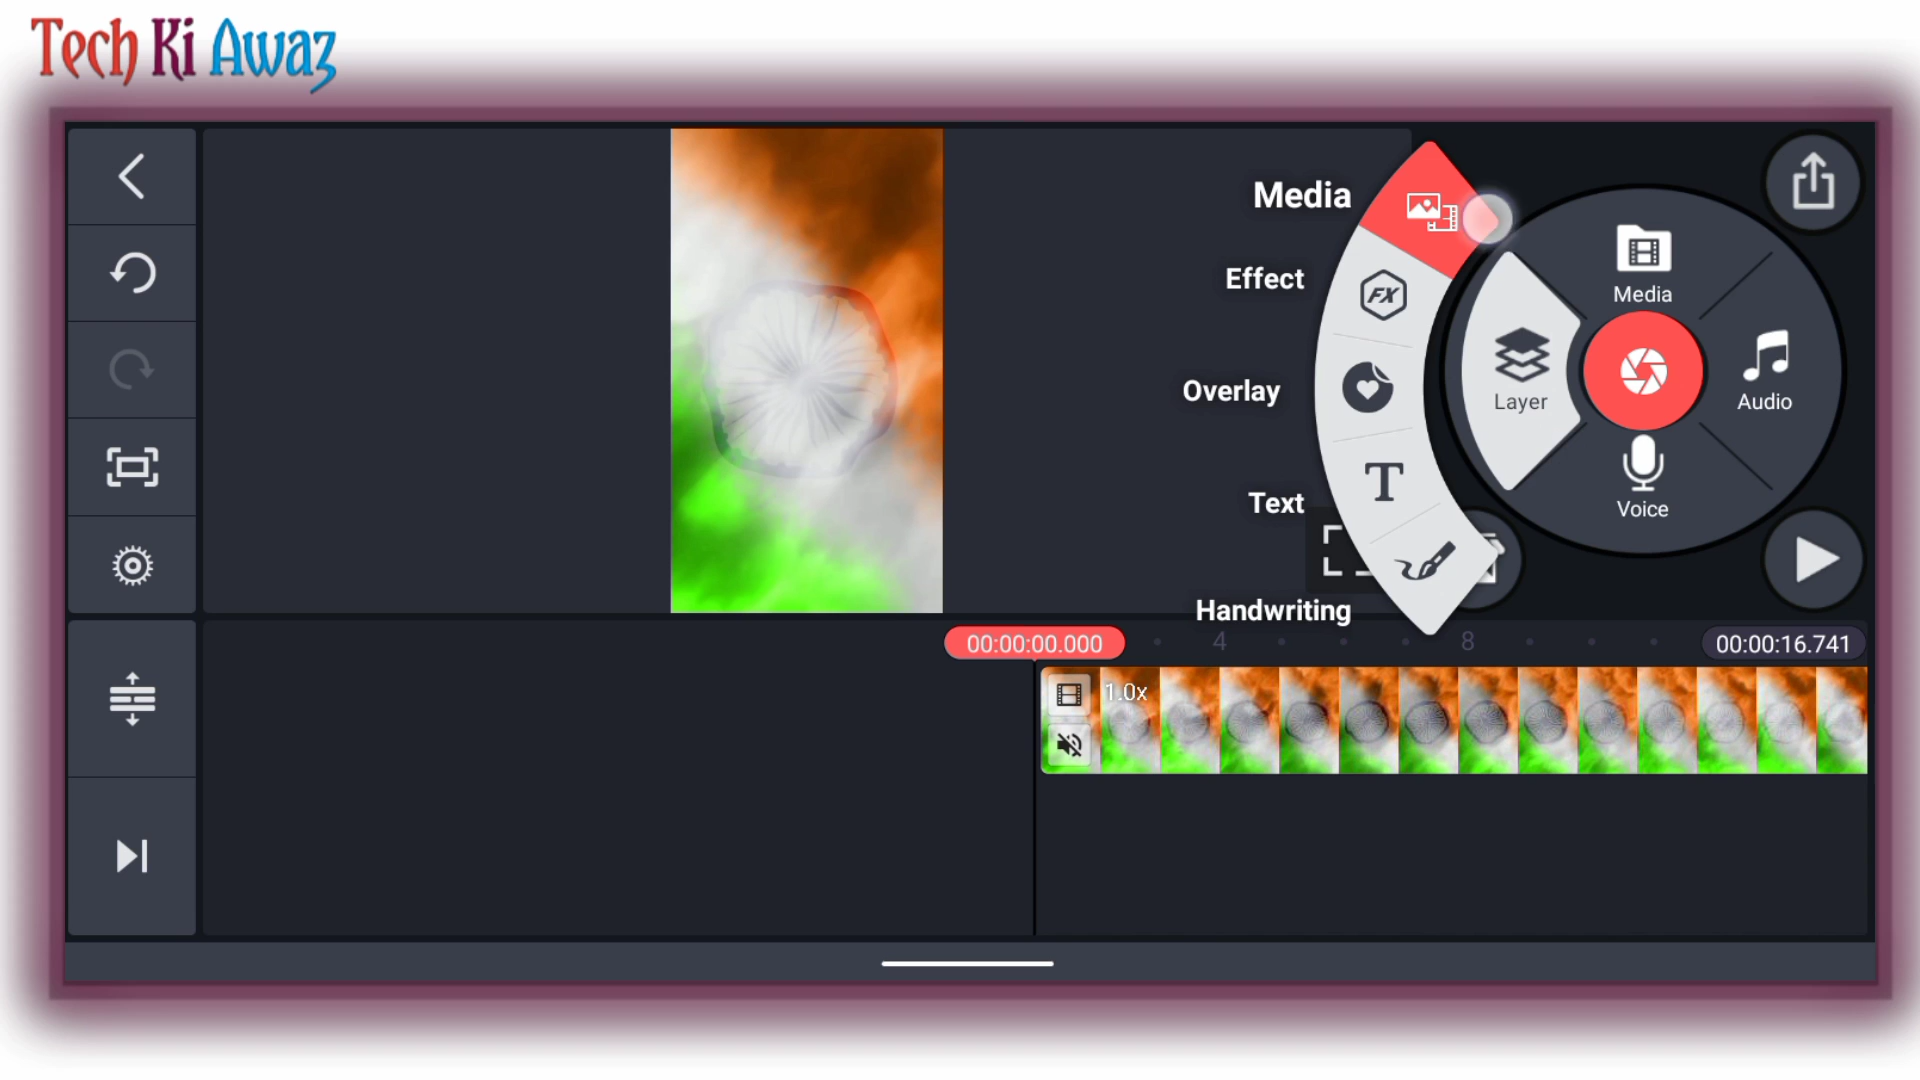 Tech Ki Awaz
Media
Effect
FX
Overlay
T
Text
Handwriting
Media
Layer
Audio
Voice
00:00:00.000
4
8
00:00:16.741
1.0x